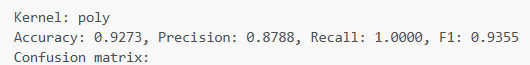 Kernel: poly
Accuracy: 0.9273, Precision: 0.8788, Recall: 1.0000, F1: 0.9355
Confusion matrix: